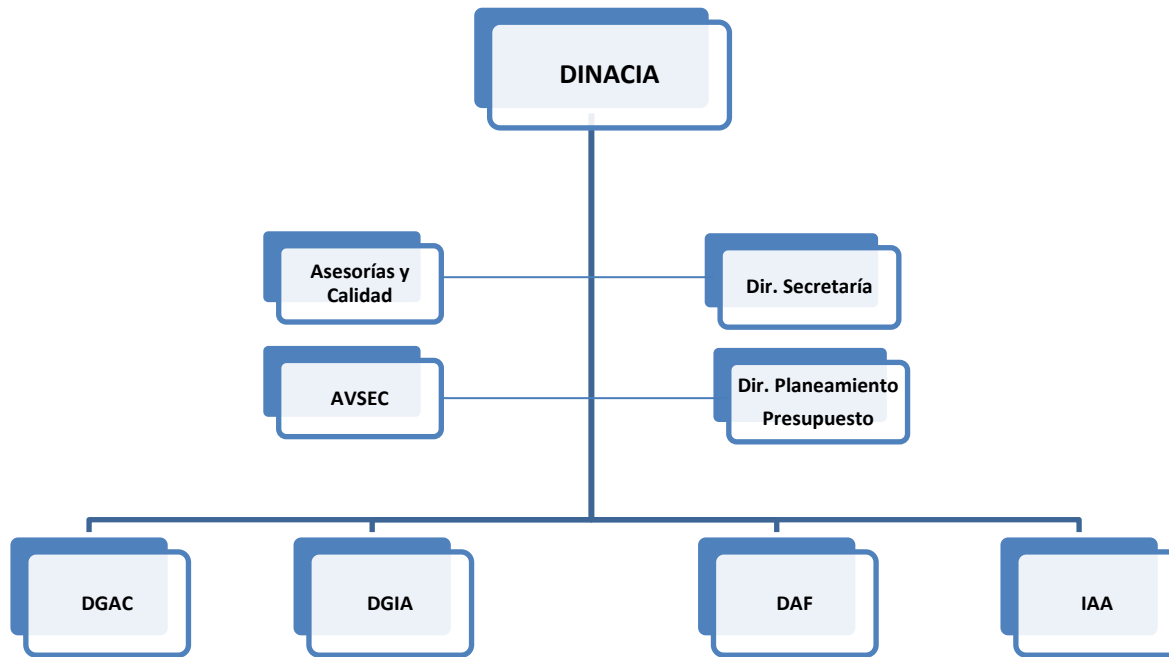 DINACIA
Asesorías y
Calidad
Dir. Secretaría
AVSEC
Dir. Planeamiento
Presupuesto
DGAC
DGIA
DAF
IAA